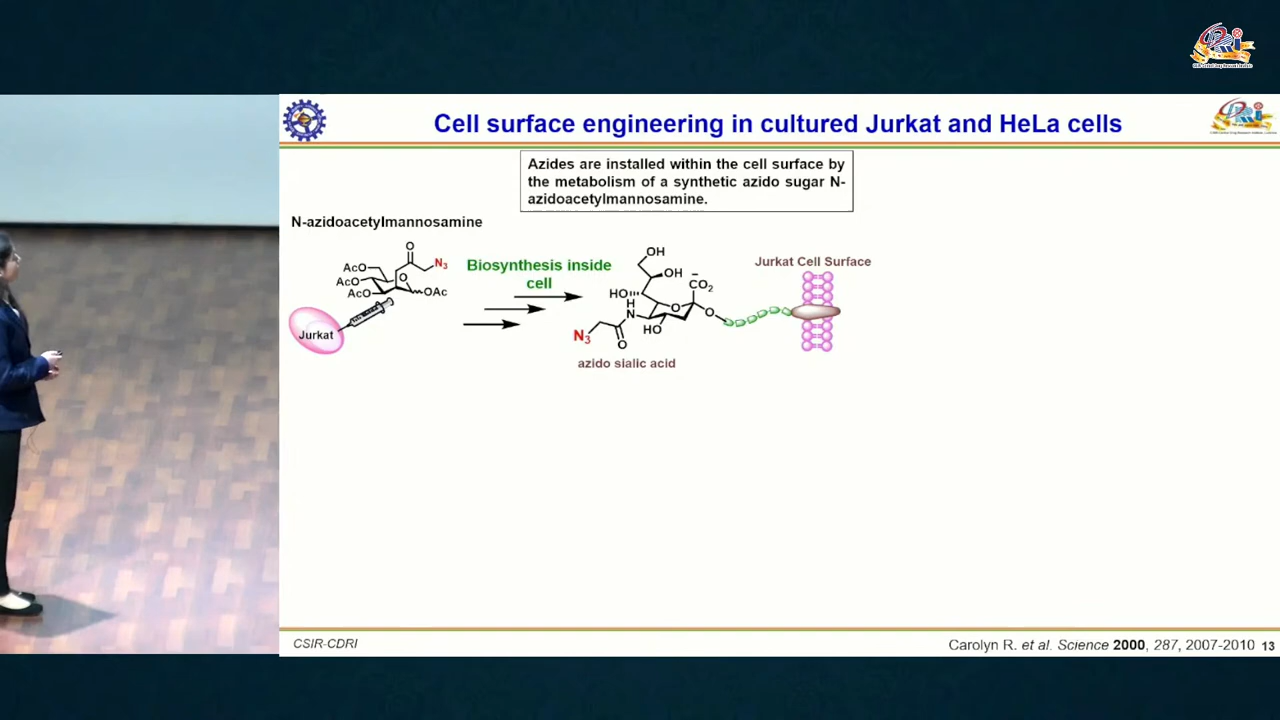 Cell surface engineering in cultured Jurkat and HeLa cells
Azides are installed within the cell surface by
the metabolism of a synthetic azido sugar N-
azidoacetylmannosamine.
N-azidoacetylmannosamine
O
N3
AcO
AcO
AcO
O
OAc
Jurkat
Biosynthesis inside
cell
OH
OH
HO
CO2
−
O
O
H
N
HO
N3
O
azido sialic acid
Jurkat Cell Surface
CSIR-CDRI
Carolyn R. et al. Science 2000, 287, 2007-2010 13